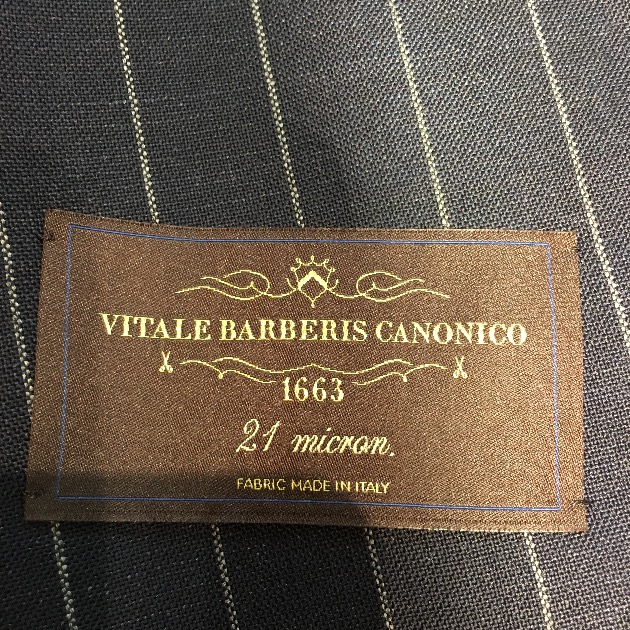 VITALE BARBERIS CANONICO
1663
21 micron.
FABRIC MADE IN ITALY